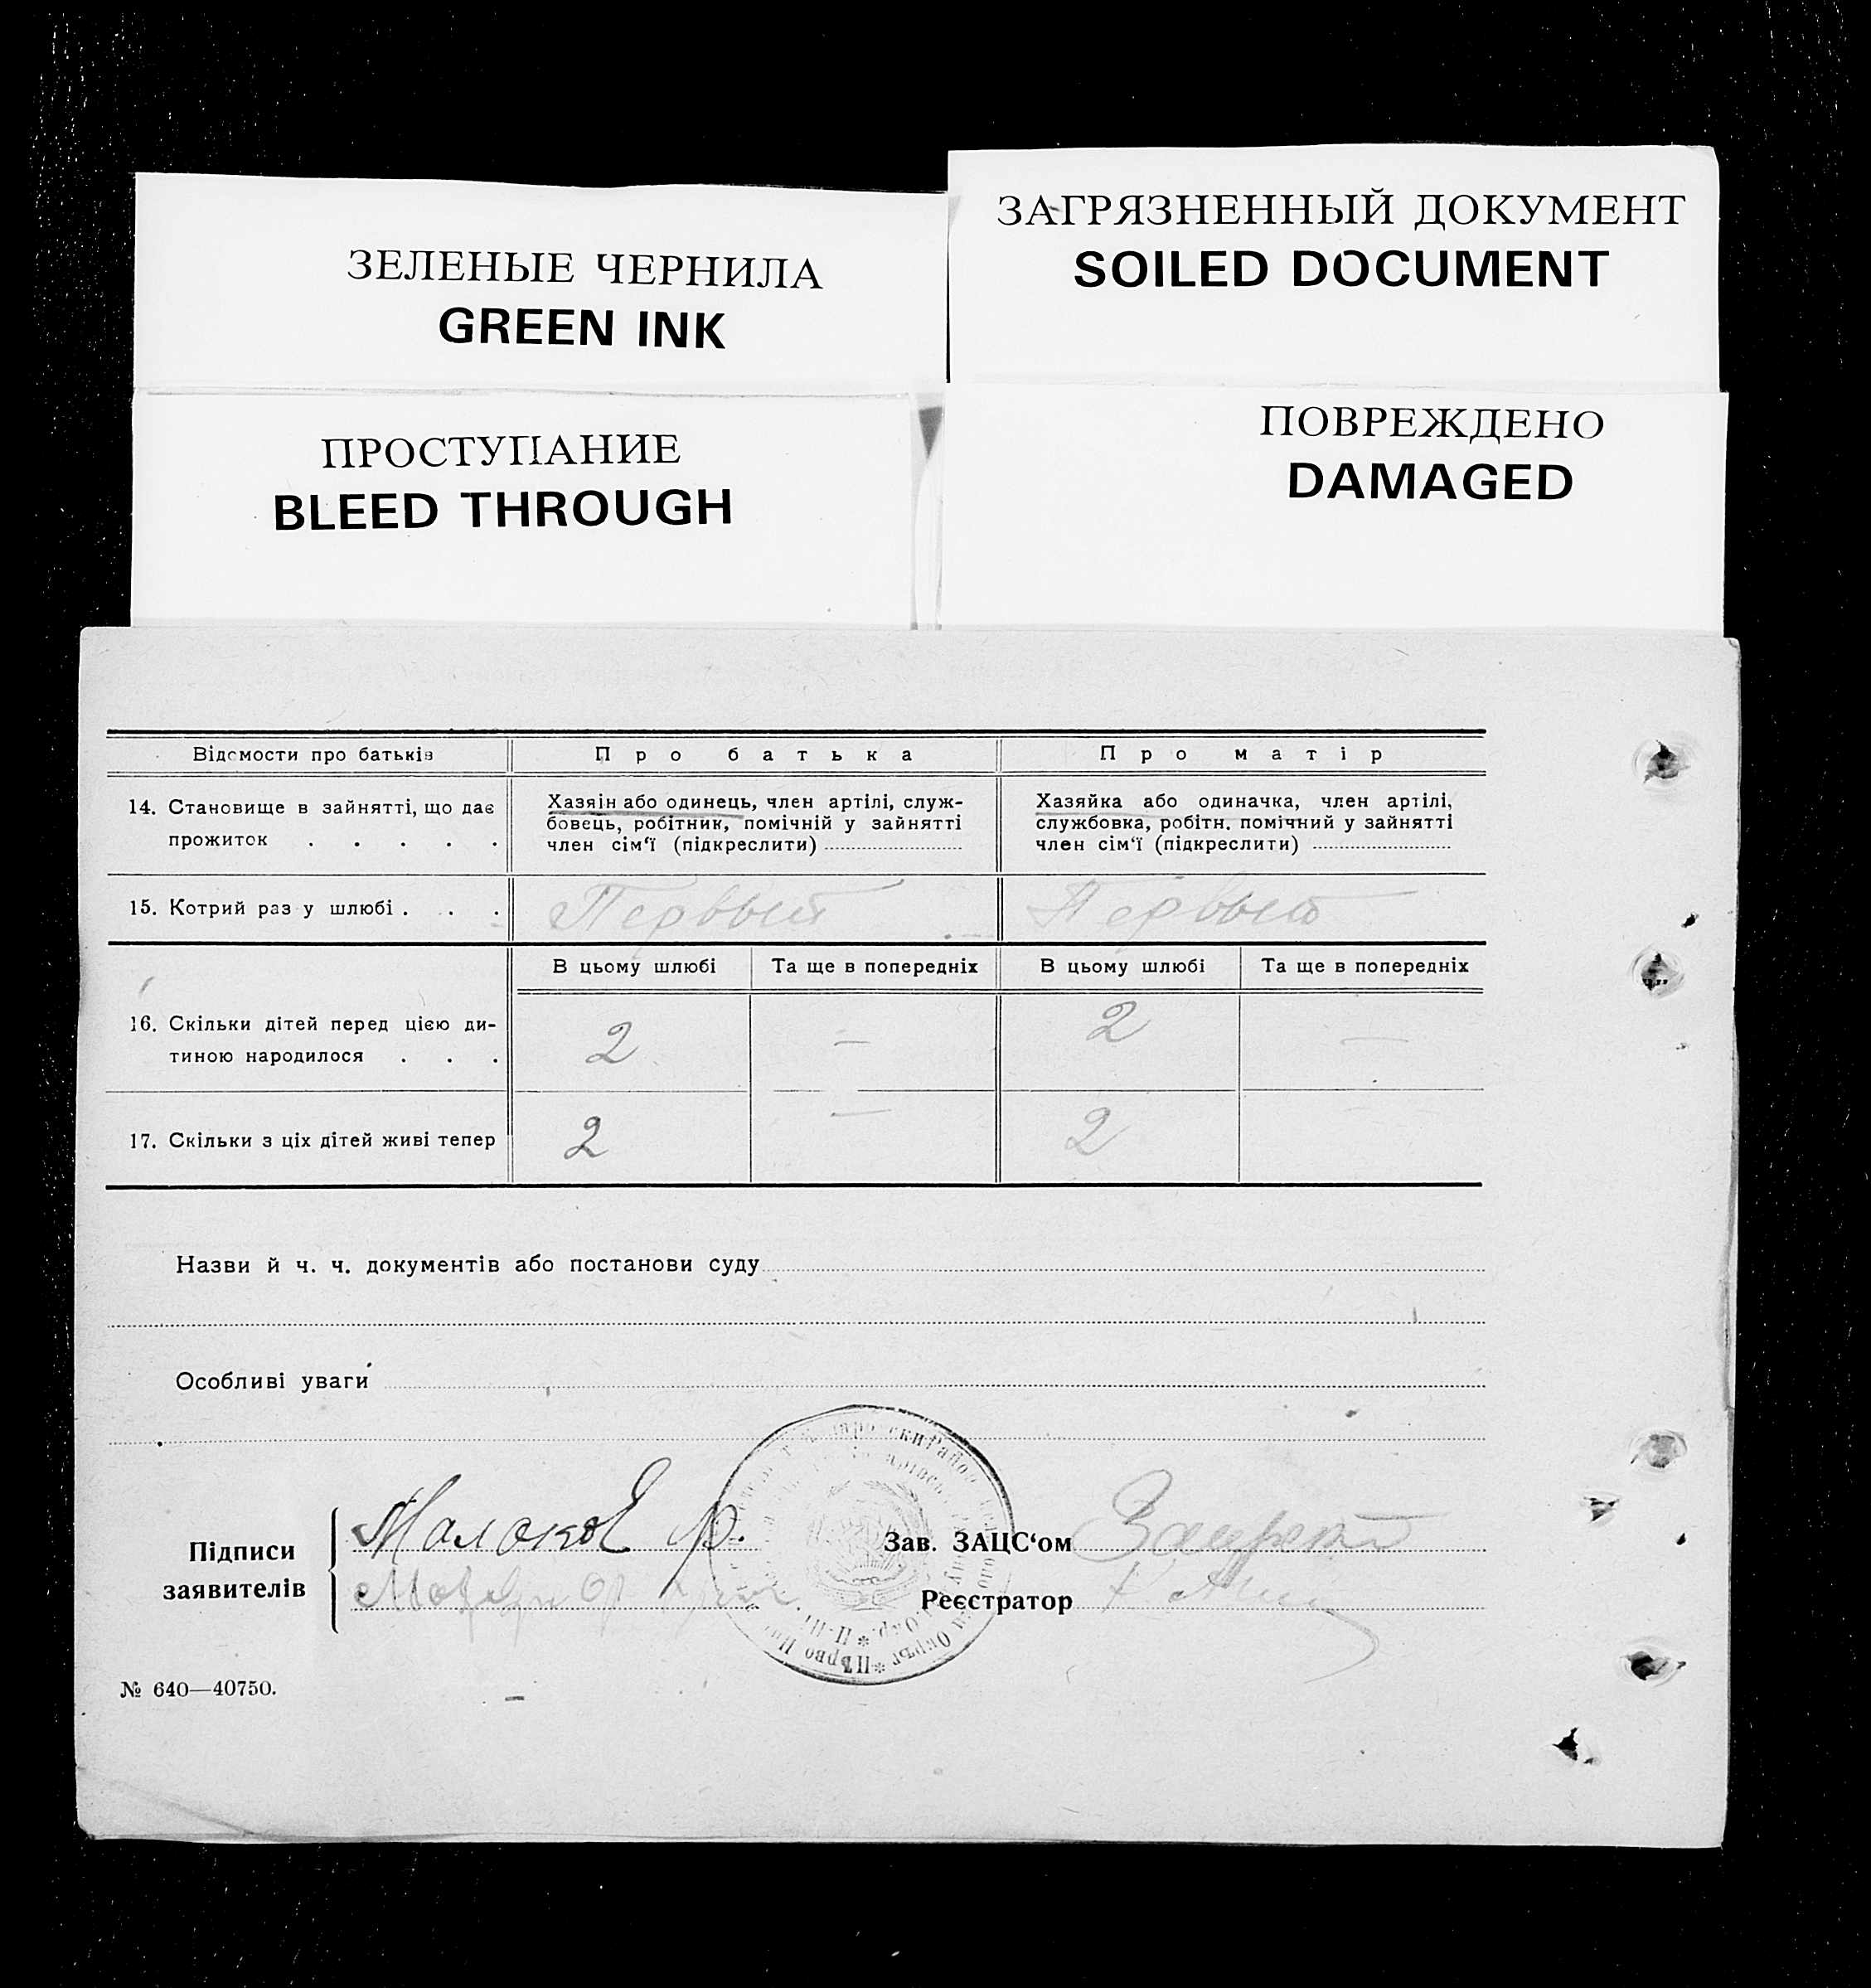 ЗЕЛЕНЫЕ ЧЕРНИЛА
GREEN INK
ЗАГРЯЗНЕННЫЙ ДОКУМЕНТ
SOILED DOCUMENT
ПРОСТУПАНИЕ
BLEED THROUGH
ПОВРЕЖДЕНО
DAMAGED
Відомости про батьків
Про батька
Про матір
14. Становище в зайнятті, що дає
прожиток . . . . .
Хазяін або одинець, член артілі, служ-
бовець, робітник, помічній у зайнятті
член сім‘ї (підкреслити)
Хазяйка або одиначка, член артілі,
службовка, робітн. помічний у зайнятті
член сім‘ї (підкреслити)
15. Котрий раз у шлюбі . . .
Первый
Первый
В цьому шлюбі
Та ще в попередніх
В цьому шлюбі
Та ще в попередніх
16. Скільки дітей перед цією ди-
тиною народилося . . .
2
—
2
—
17. Скільки з ціх дітей живі тепер
2
—
2
Назви й ч. ч. документів або постанови суду
Особливі уваги
Підписи
заявителів
Зав. ЗАЦС‘ом
Реєстратор
№ 640—40750.